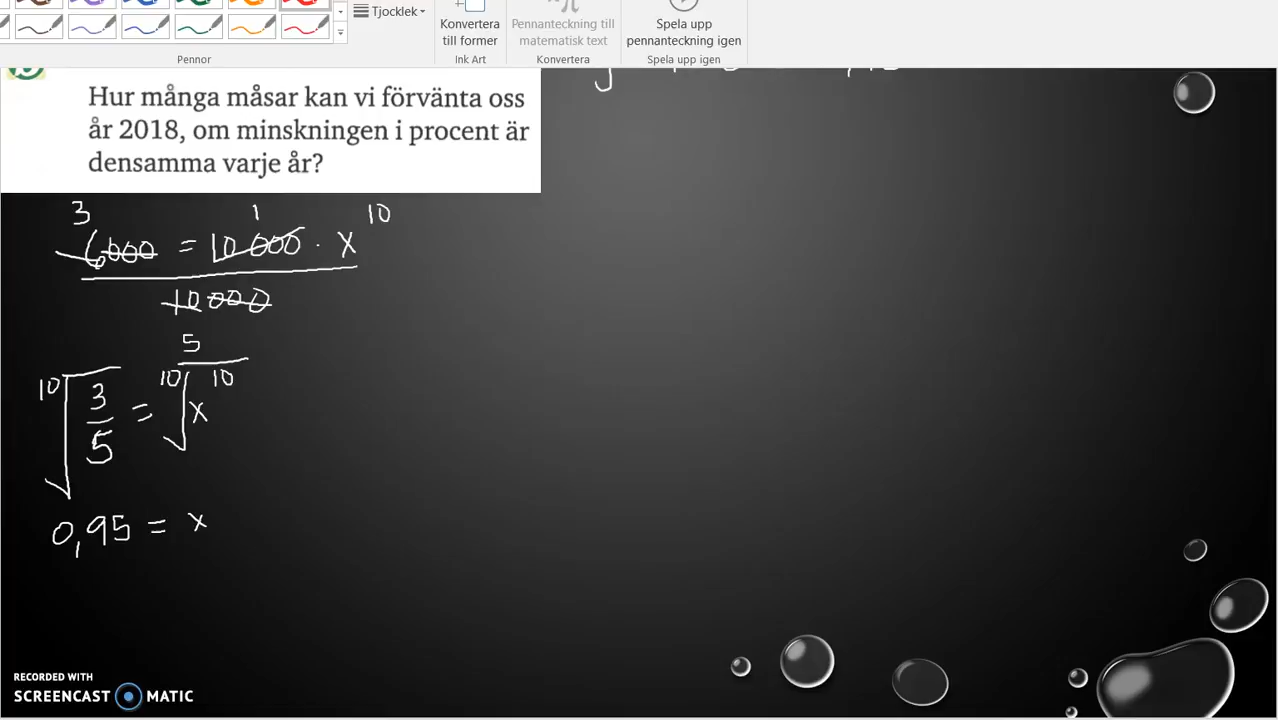 Tjocklek
Konvertera
till former
Pennanteckning till
matematisk text
Spela upp
pennanteckning igen
Pennor
Ink Art
Konvertera
Spela upp igen
Hur många måsar kan vi förvänta oss
år 2018, om minskningen i procent är
densamma varje år?
3 1 10
6000 = 10 000 · x
10 000
5
10 10 10
3/5 = √x
0,95 = x
RECORDED WITH
SCREENCAST MATIC